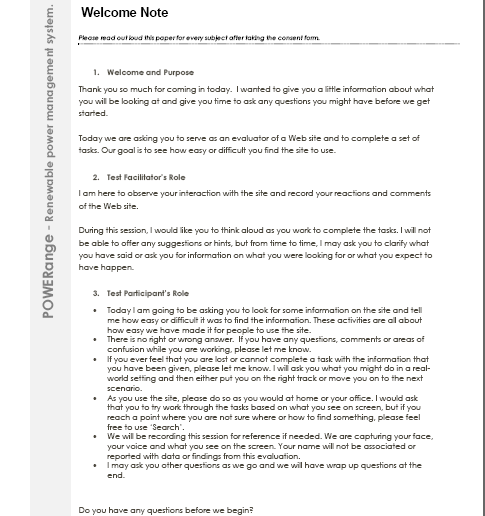 POWERange - Renewable power management system.
Welcome Note
Please read out loud this paper for every subject after taking the consent form.
1. Welcome and Purpose
Thank you so much for coming in today. I wanted to give you a little information about what
you will be looking at and give you time to ask any questions you might have before we get
started.
Today we are asking you to serve as an evaluator of a Web site and to complete a set of
tasks. Our goal is to see how easy or difficult you find the site to use.
2. Test Facilitator's Role
I am here to observe your interaction with the site and record your reactions and comments
of the Web site.
During this session, I would like you to think aloud as you work to complete the tasks. I will not
be able to offer any suggestions or hints, but from time to time, I may ask you to clarify what
you have said or ask you for information on what you were looking for or what you expect to
have happen.
3. Test Participant's Role
• Today I am going to be asking you to look for some information on the site and tell
me how easy or difficult it was to find the information. These activities are all about
how easy we have made it for people to use the site.
• There is no right or wrong answer. If you have any questions, comments or areas of
confusion while you are working, please let me know.
• If you ever feel that you are lost or cannot complete a task with the information that
you have been given, please let me know. I will ask you what you might do in a real-
world setting and then either put you on the right track or move you on to the next
scenario.
• As you use the site, please do so as you would at home or your office. I would ask
that you to try work through the tasks based on what you see on screen, but if you
reach a point where you are not sure where or how to find something, please feel
free to use 'Search'.
• We will be recording this session for reference if needed. We are capturing your face,
your voice and what you see on the screen. Your name will not be associated or
reported with data or findings from this evaluation.
• I may ask you other questions as we go and we will have wrap up questions at the
end.
Do you have any questions before we begin?